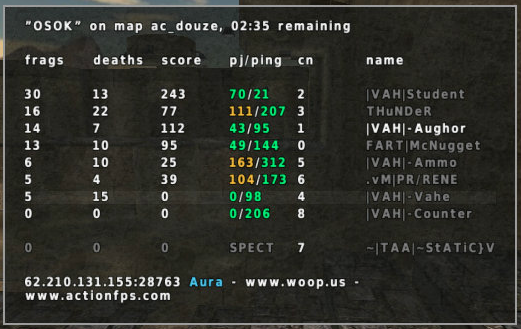 "OSOK" on map ac_douze, 02:35 remaining
frags deaths score pj/ping cn name
30 13 243 70/21 2 |VAH|Student
16 22 77 111/207 3 THuNDeR
14 7 112 43/95 1 |VAH|-Aughor
13 10 95 49/144 0 FART|McNugget
6 10 25 163/312 5 |VAH|-Ammo
5 4 39 104/173 6 .vM|PR/RENE
5 15 0 0/98 4 |VAH|-Vahe
0 0 0 0/206 8 |VAH|-Counter
0 0 0 SPECT 7 ~|TAA|~StATiC}V
62.210.131.155:28763 Aura - www.woop.us -
www.actionfps.com